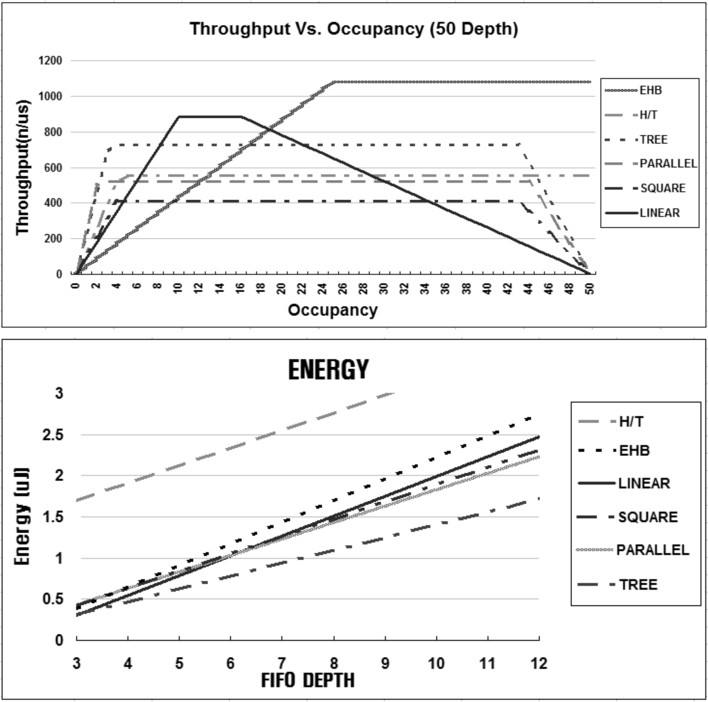 Throughput Vs. Occupancy (50 Depth)
Throughput(n/us)
1200
1000
800
600
400
200
0
0 2 4 6 8 10 12 14 16 18 20 22 24 26 28 30 32 34 36 38 40 42 44 46 48 50
Occupancy
EHB
H/T
TREE
PARALLEL
SQUARE
LINEAR
ENERGY
Energy (uJ)
3
2.5
2
1.5
1
0.5
0
3 4 5 6 7 8 9 10 11 12
FIFO DEPTH
H/T
EHB
LINEAR
SQUARE
PARALLEL
TREE